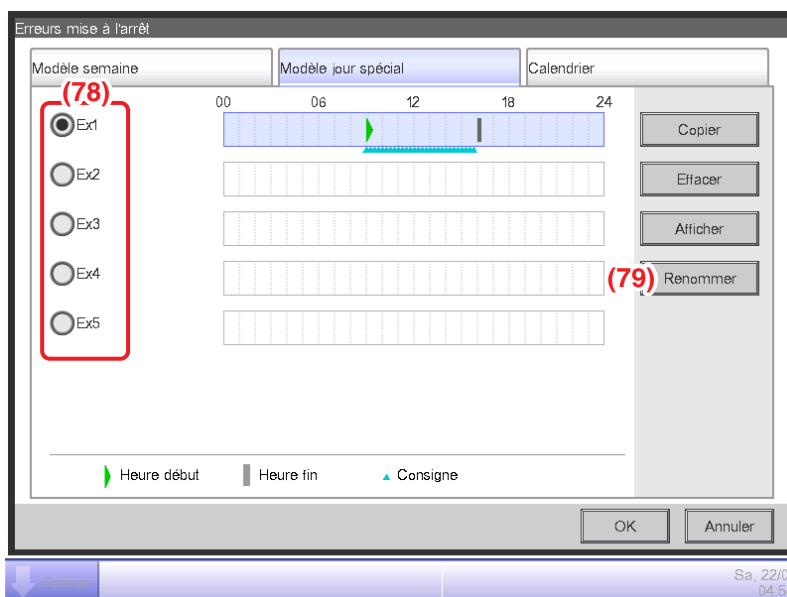 Erreurs mise à l'arrêt
Modèle semaine Modèle jour spécial Calendrier
(78)
00 06 12 18 24
Ex1 Copier
Ex2 Effacer
Ex3 Afficher
Ex4 (79) Renommer
Ex5
Heure début Heure fin Consigne
OK Annuler
Sa, 22/0
04:5